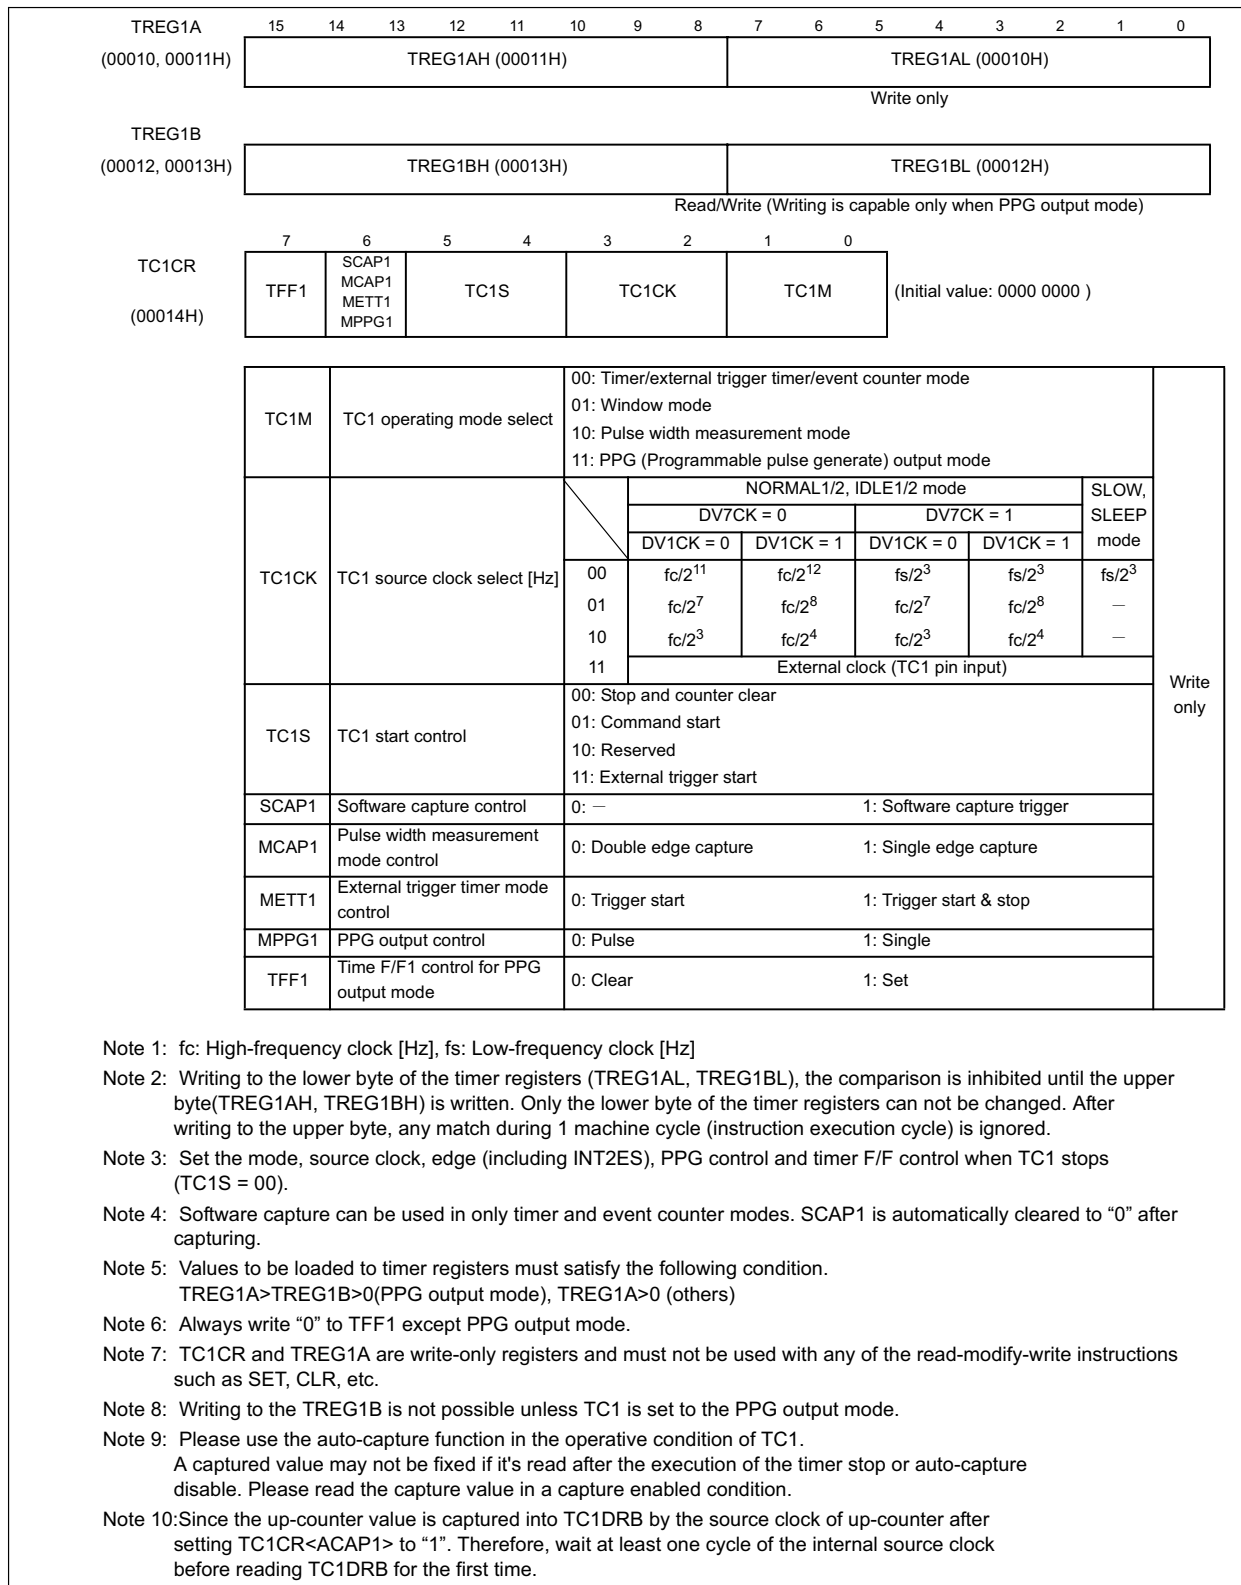 TREG1A 15 14 13 12 11 10 9 8 7 6 5 4 3 2 1 0
(00010, 00011H) TREG1AH (00011H) TREG1AL (00010H)
Write only
TREG1B
(00012, 00013H) TREG1BH (00013H) TREG1BL (00012H)
Read/Write (Writing is capable only when PPG output mode)
7 6 5 4 3 2 1 0
TC1CR
(00014H)
TFF1
SCAP1
MCAP1
METT1
MPPG1
TC1S TC1CK TC1M (Initial value: 0000 0000 )
TC1M TC1 operating mode select
00: Timer/external trigger timer/event counter mode
01: Window mode
10: Pulse width measurement mode
11: PPG (Programmable pulse generate) output mode
TC1CK TC1 source clock select [Hz]
NORMAL1/2, IDLE1/2 mode SLOW,
DV7CK = 0 DV7CK = 1 SLEEP
DV1CK = 0 DV1CK = 1 DV1CK = 0 DV1CK = 1 mode
00 fc/2¹¹ fc/2¹² fs/2³ fs/2³ fs/2³
01 fc/2⁷ fc/2⁸ fc/2⁷ fc/2⁸ –
10 fc/2³ fc/2⁴ fc/2³ fc/2⁴ –
11 External clock (TC1 pin input)
Write
only
TC1S TC1 start control
00: Stop and counter clear
01: Command start
10: Reserved
11: External trigger start
SCAP1 Software capture control 0: – 1: Software capture trigger
MCAP1 Pulse width measurement
mode control 0: Double edge capture 1: Single edge capture
METT1 External trigger timer mode
control 0: Trigger start 1: Trigger start & stop
MPPG1 PPG output control 0: Pulse 1: Single
TFF1 Time F/F1 control for PPG
output mode 0: Clear 1: Set
Note 1: fc: High-frequency clock [Hz], fs: Low-frequency clock [Hz]
Note 2: Writing to the lower byte of the timer registers (TREG1AL, TREG1BL), the comparison is inhibited until the upper
byte(TREG1AH, TREG1BH) is written. Only the lower byte of the timer registers can not be changed. After
writing to the upper byte, any match during 1 machine cycle (instruction execution cycle) is ignored.
Note 3: Set the mode, source clock, edge (including INT2ES), PPG control and timer F/F control when TC1 stops
(TC1S = 00).
Note 4: Software capture can be used in only timer and event counter modes. SCAP1 is automatically cleared to “0” after
capturing.
Note 5: Values to be loaded to timer registers must satisfy the following condition.
TREG1A>TREG1B>0(PPG output mode), TREG1A>0 (others)
Note 6: Always write “0” to TFF1 except PPG output mode.
Note 7: TC1CR and TREG1A are write-only registers and must not be used with any of the read-modify-write instructions
such as SET, CLR, etc.
Note 8: Writing to the TREG1B is not possible unless TC1 is set to the PPG output mode.
Note 9: Please use the auto-capture function in the operative condition of TC1.
A captured value may not be fixed if it's read after the execution of the timer stop or auto-capture
disable. Please read the capture value in a capture enabled condition.
Note 10:Since the up-counter value is captured into TC1DRB by the source clock of up-counter after
setting TC1CR<ACAP1> to “1”. Therefore, wait at least one cycle of the internal source clock
before reading TC1DRB for the first time.